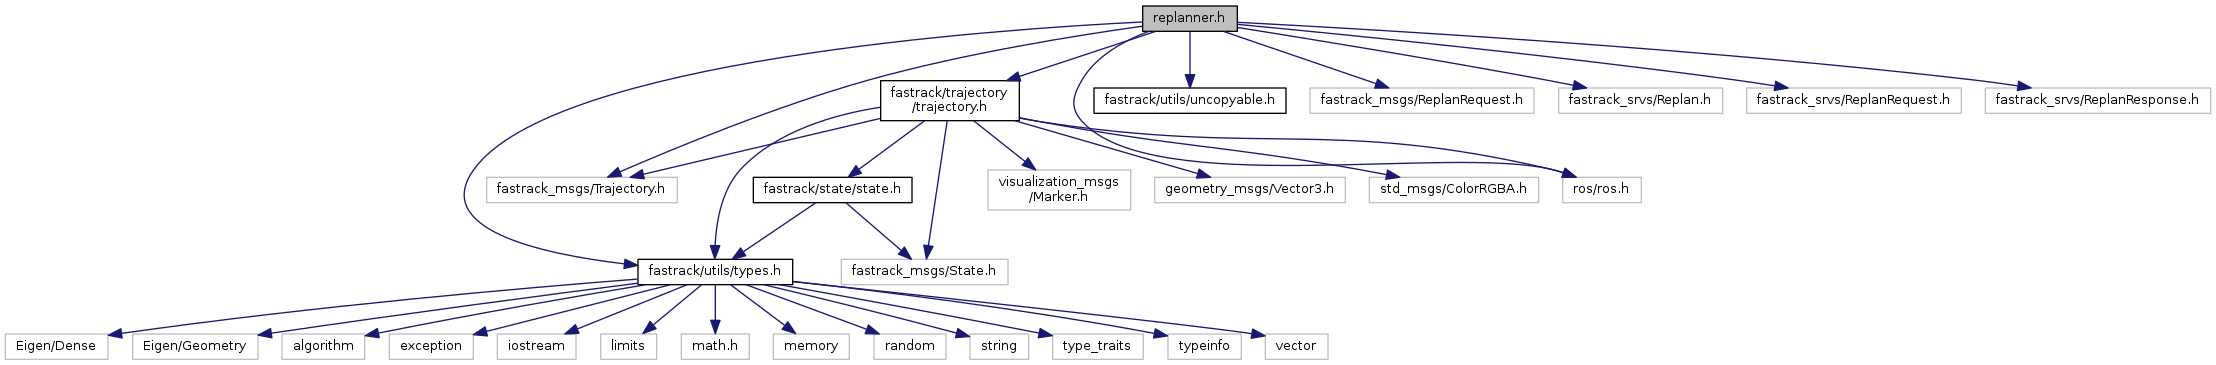 replanner.h
fastrack/trajectory
/trajectory.h
fastrack/utils/uncopyable.h
fastrack_msgs/ReplanRequest.h
fastrack_srvs/Replan.h
fastrack_srvs/ReplanRequest.h
fastrack_srvs/ReplanResponse.h
fastrack_msgs/Trajectory.h
fastrack/state/state.h
visualization_msgs
/Marker.h
geometry_msgs/Vector3.h
std_msgs/ColorRGBA.h
ros/ros.h
fastrack/utils/types.h
fastrack_msgs/State.h
Eigen/Dense
Eigen/Geometry
algorithm
exception
iostream
limits
math.h
memory
random
string
type_traits
typeinfo
vector